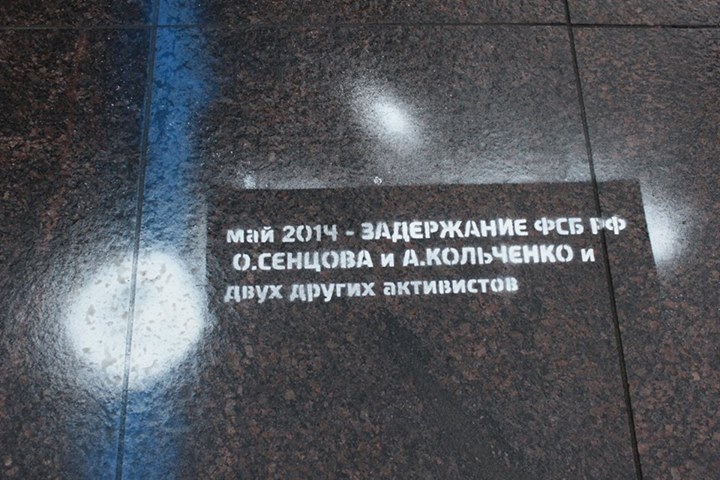 май 2014 - ЗАДЕРЖАНИЕ ФСБ РФ
О.СЕНЦОВА и А.КОЛЬЧЕНКО и
двух других активистов